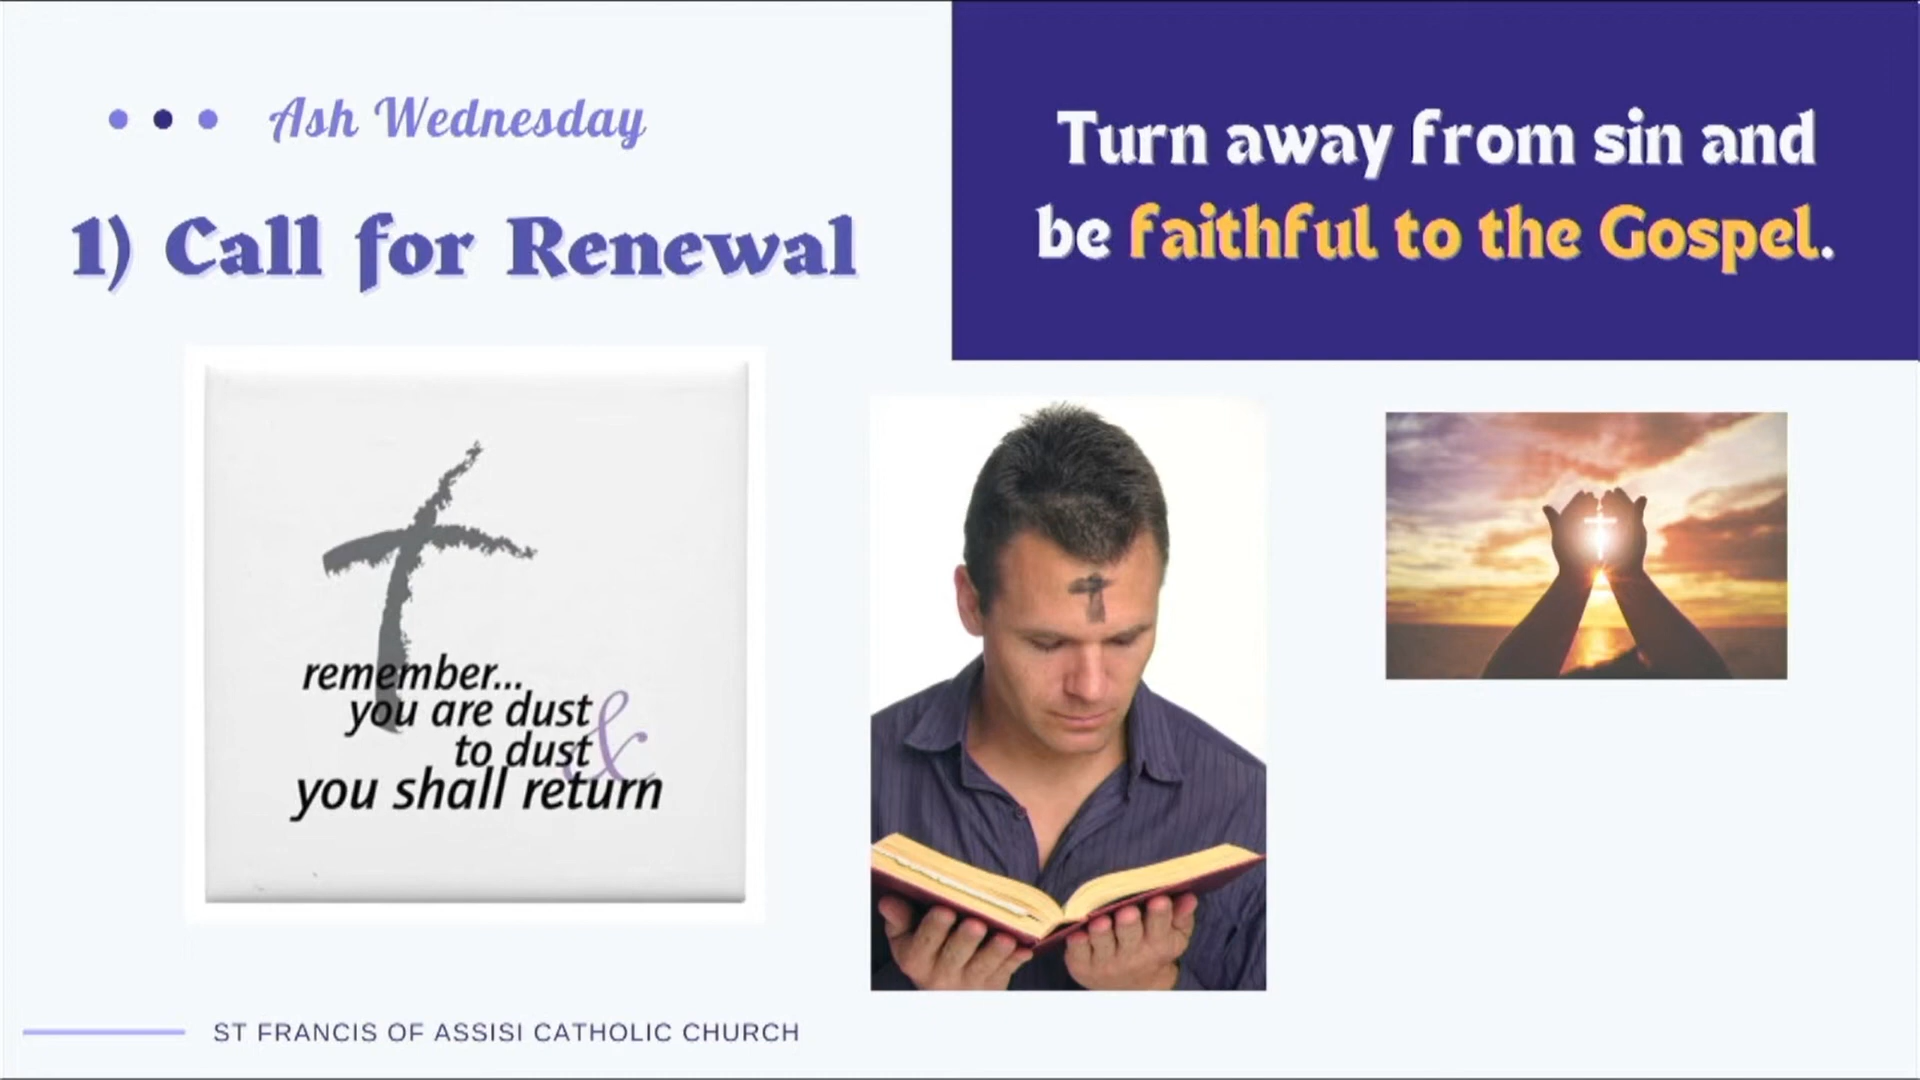 Ash Wednesday
1) Call for Renewal
Turn away from sin and
be faithful to the Gospel.
remember...
you are dust
&
to dust
you shall return
ST FRANCIS OF ASSISI CATHOLIC CHURCH